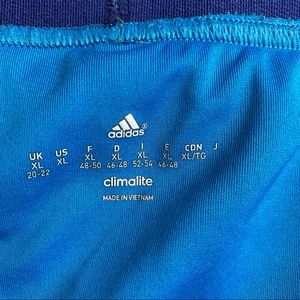 adidas
UK US F D I E CDN J
XL XL XL XL XL XL XL/TG
20-22 48-50 46-48 52-54 46-48
climalite
MADE IN VIETNAM